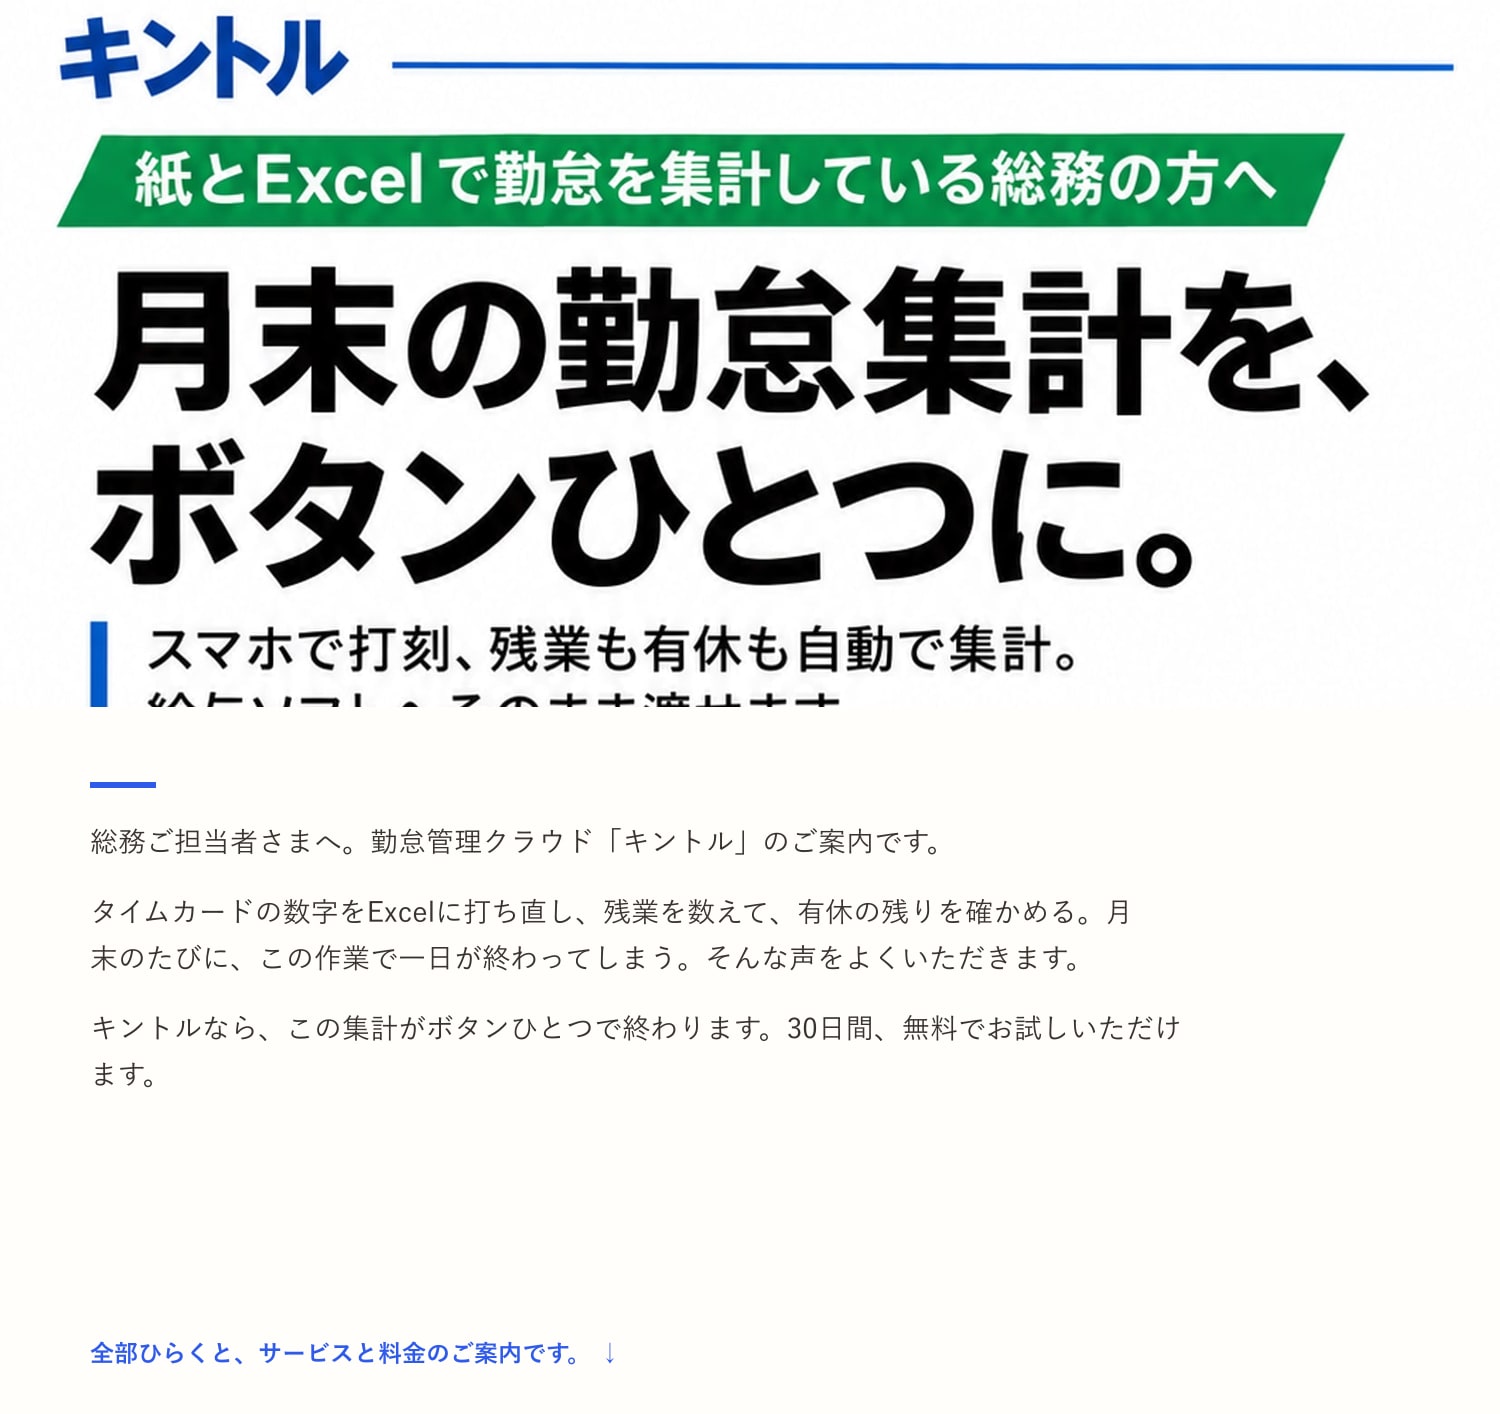 キントル
紙とExcelで勤怠を集計している総務の方へ
月末の勤怠集計を、
ボタンひとつに。
スマホで打刻、残業も有休も自動で集計。
総務ご担当者さまへ。勤怠管理クラウド「キントル」のご案内です。
タイムカードの数字をExcelに打ち直し、残業を数えて、有休の残りを確かめる。月
末のたびに、この作業で一日が終わってしまう。そんな声をよくいただきます。
キントルなら、この集計がボタンひとつで終わります。30日間、無料でお試しいただけ
ます。
全部ひらくと、サービスと料金のご案内です。 ↓